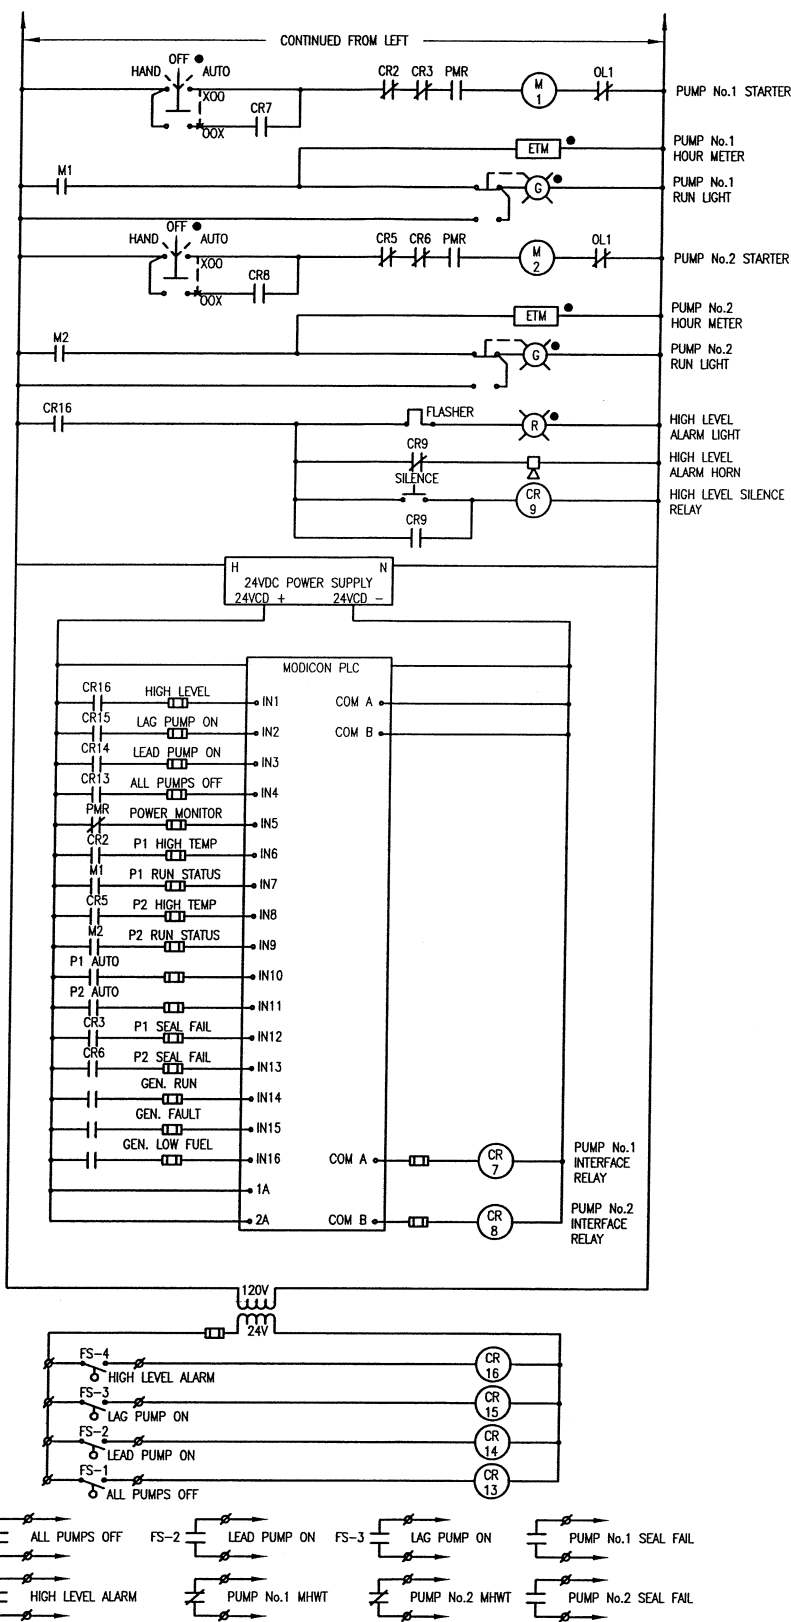 CONTINUED FROM LEFT
OFF
HAND AUTO
XOO
OOX
CR7
CR2 CR3 PMR
M
1
OL1
PUMP No.1 STARTER
ETM
PUMP No.1
HOUR METER
M1
G
PUMP No.1
RUN LIGHT
OFF
HAND AUTO
XOO
OOX
CR8
CR5 CR6 PMR
M
2
OL1
PUMP No.2 STARTER
ETM
PUMP No.2
HOUR METER
M2
G
PUMP No.2
RUN LIGHT
CR16
FLASHER
R
HIGH LEVEL
ALARM LIGHT
CR9
HIGH LEVEL
ALARM HORN
SILENCE
CR
9
HIGH LEVEL SILENCE
RELAY
CR9
H N
24VDC POWER SUPPLY
24VCD + 24VCD -
MODICON PLC
CR16 HIGH LEVEL IN1 COM A
CR15 LAG PUMP ON IN2 COM B
CR14 LEAD PUMP ON IN3
CR13 ALL PUMPS OFF IN4
PMR POWER MONITOR IN5
CR2 P1 HIGH TEMP IN6
M1 P1 RUN STATUS IN7
CR5 P2 HIGH TEMP IN8
M2 P2 RUN STATUS IN9
P1 AUTO IN10
P2 AUTO IN11
CR3 P1 SEAL FAIL IN12
CR6 P2 SEAL FAIL IN13
GEN. RUN IN14
GEN. FAULT IN15
GEN. LOW FUEL IN16
COM A
CR
7
PUMP No.1
INTERFACE
RELAY
1A
2A
COM B
CR
8
PUMP No.2
INTERFACE
RELAY
120V
24V
FS-4
HIGH LEVEL ALARM
CR
16
FS-3
LAG PUMP ON
CR
15
FS-2
LEAD PUMP ON
CR
14
FS-1
ALL PUMPS OFF
CR
13
ALL PUMPS OFF FS-2 LEAD PUMP ON FS-3 LAG PUMP ON PUMP No.1 SEAL FAIL
HIGH LEVEL ALARM PUMP No.1 MHWT PUMP No.2 MHWT PUMP No.2 SEAL FAIL